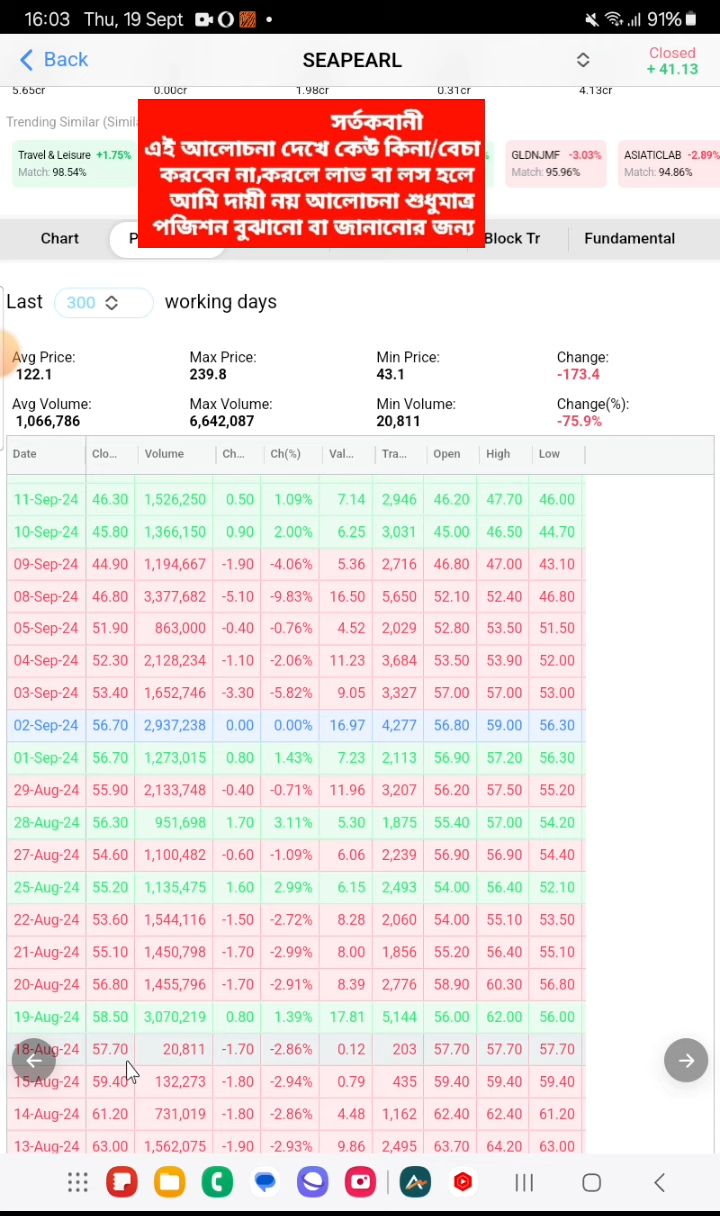 16:03 Thu, 19 Sept 91%
Back SEAPEARL Closed
+ 41.13
5.65cr 0.00cr 1.98cr 0.31cr 4.13cr
Trending Similar
Travel & Leisure +1.75% GLDNJMF -3.03% ASIATICLAB -2.89%
Match: 98.54% Match: 95.96% Match: 94.86%
সর্তকবানী
এই আলোচনা দেখে কেউ কিনা/বেচা
করবেন না,করলে লাভ বা লস হলে
আমি দায়ী নয় আলোচনা শুধুমাত্র
পজিশন বুঝানো বা জানানোর জন্য
Chart P Block Tr Fundamental
Last 300 working days
Avg Price: Max Price: Min Price: Change:
122.1 239.8 43.1 -173.4
Avg Volume: Max Volume: Min Volume: Change(%):
1,066,786 6,642,087 20,811 -75.9%
Date Clo... Volume Ch... Ch(%) Val... Tra... Open High Low
11-Sep-24 46.30 1,526,250 0.50 1.09% 7.14 2,946 46.20 47.70 46.00
10-Sep-24 45.80 1,366,150 0.90 2.00% 6.25 3,031 45.00 46.50 44.70
09-Sep-24 44.90 1,194,667 -1.90 -4.06% 5.36 2,716 46.80 47.00 43.10
08-Sep-24 46.80 3,377,682 -5.10 -9.83% 16.50 5,650 52.10 52.40 46.80
05-Sep-24 51.90 863,000 -0.40 -0.76% 4.52 2,029 52.80 53.50 51.50
04-Sep-24 52.30 2,128,234 -1.10 -2.06% 11.23 3,684 53.50 53.90 52.00
03-Sep-24 53.40 1,652,746 -3.30 -5.82% 9.05 3,327 57.00 57.00 53.00
02-Sep-24 56.70 2,937,238 0.00 0.00% 16.97 4,277 56.80 59.00 56.30
01-Sep-24 56.70 1,273,015 0.80 1.43% 7.23 2,113 56.90 57.20 56.30
29-Aug-24 55.90 2,133,748 -0.40 -0.71% 11.96 3,207 56.20 57.50 55.20
28-Aug-24 56.30 951,698 1.70 3.11% 5.30 1,875 55.40 57.00 54.20
27-Aug-24 54.60 1,100,482 -0.60 -1.09% 6.06 2,239 56.90 56.90 54.40
25-Aug-24 55.20 1,135,475 1.60 2.99% 6.15 2,493 54.00 56.40 52.10
22-Aug-24 53.60 1,544,116 -1.50 -2.72% 8.28 2,060 54.00 55.10 53.50
21-Aug-24 55.10 1,450,798 -1.70 -2.99% 8.00 1,856 55.20 56.40 55.10
20-Aug-24 56.80 1,455,796 -1.70 -2.91% 8.39 2,776 58.90 60.30 56.80
19-Aug-24 58.50 3,070,219 0.80 1.39% 17.81 5,144 56.00 62.00 56.00
18-Aug-24 57.70 20,811 -1.70 -2.86% 0.12 203 57.70 57.70 57.70
15-Aug-24 59.40 132,273 -1.80 -2.94% 0.79 435 59.40 59.40 59.40
14-Aug-24 61.20 731,019 -1.80 -2.86% 4.48 1,162 62.40 62.40 61.20
13-Aug-24 63.00 1,562,075 -1.90 -2.93% 9.86 2,495 63.70 64.20 63.00